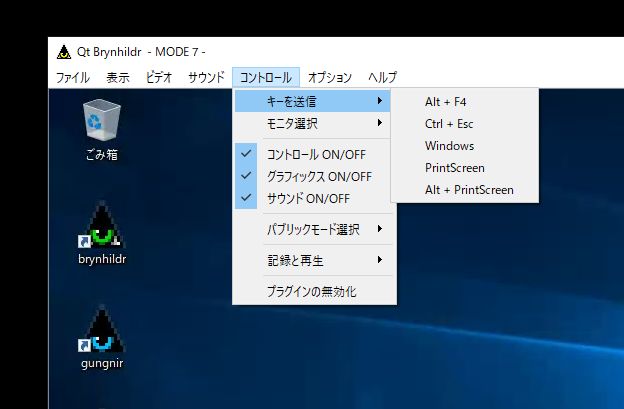 Qt Brynhildr - MODE 7 -
ファイル 表示 ビデオ サウンド コントロール オプション ヘルプ
キーを送信
モニタ選択
コントロール ON/OFF
グラフィックス ON/OFF
サウンド ON/OFF
パブリックモード選択
記録と再生
プラグインの無効化
Alt + F4
Ctrl + Esc
Windows
PrintScreen
Alt + PrintScreen
ごみ箱
brynhildr
gungnir